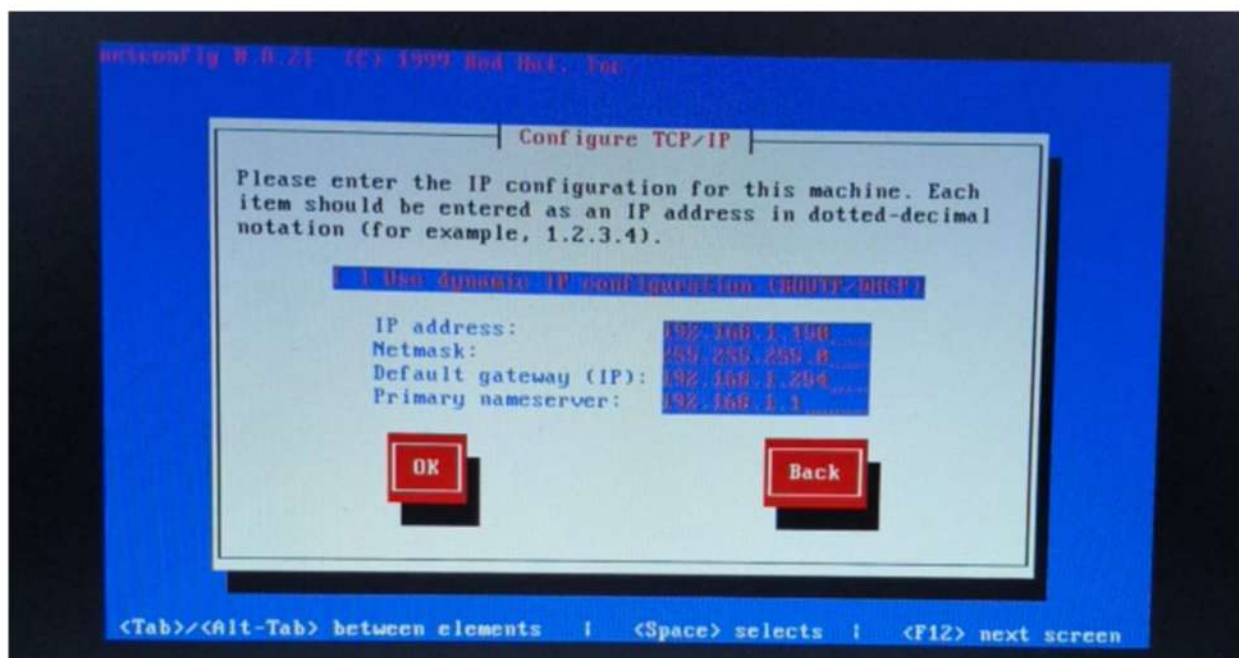 netconfig 0.8.21 (C) 1999 Red Hat, Inc
Configure TCP/IP
Please enter the IP configuration for this machine. Each
item should be entered as an IP address in dotted-decimal
notation (for example, 1.2.3.4).
[ ] Use dynamic IP configuration (BOOTP/DHCP)
IP address: 192.168.1.150
Netmask: 255.255.255.0
Default gateway (IP): 192.168.1.254
Primary nameserver: 192.168.1.1
OK Back
<Tab>/<Alt-Tab> between elements | <Space> selects | <F12> next screen